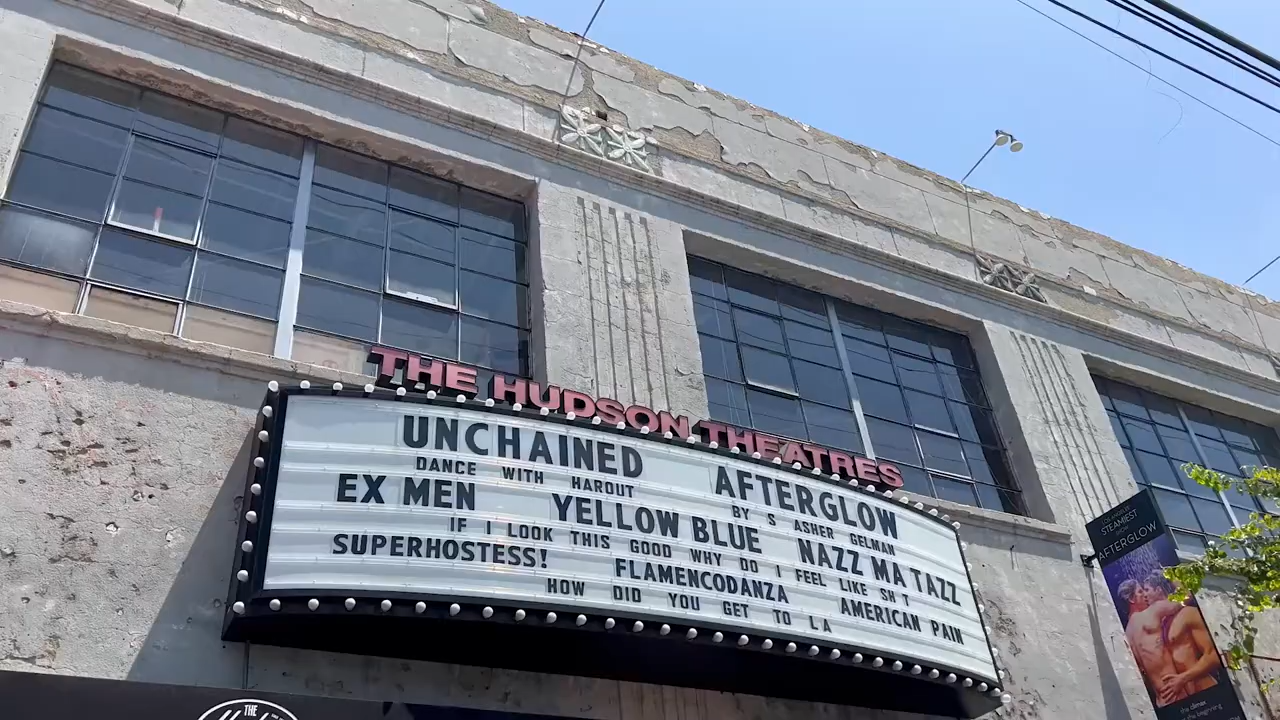 THE HUDSON THEATRES
UNCHAINED AFTERGLOW
DANCE WITH HAROUT BY S ASHER GELMAN
EX MEN YELLOW BLUE NAZZ MA TAZZ
IF I LOOK THIS GOOD WHY DO I FEEL LIKE SH T
SUPERHOSTESS! FLAMENCODANZA AMERICAN PAIN
HOW DID YOU GET TO LA
STEAMIEST
AFTERGLOW
THE